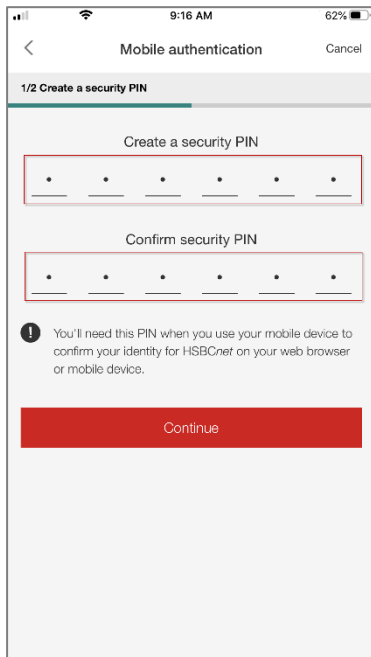 9:16 AM
62%
Mobile authentication
Cancel
1/2 Create a security PIN
Create a security PIN
Confirm security PIN
You'll need this PIN when you use your mobile device to
confirm your identity for HSBCnet on your web browser
or mobile device.
Continue